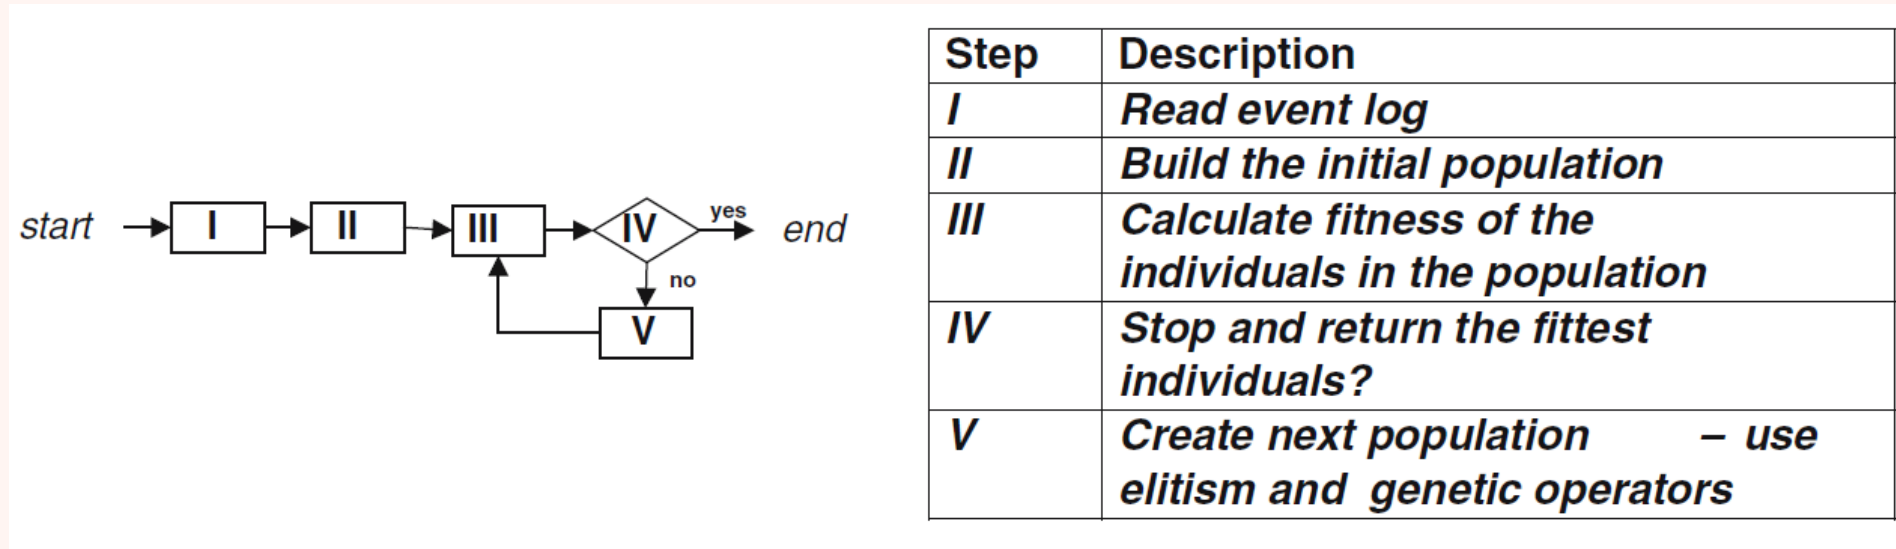 start
I
II
III
IV
yes
end
no
V
Step Description
I Read event log
II Build the initial population
III Calculate fitness of the
individuals in the population
IV Stop and return the fittest
individuals?
V Create next population – use
elitism and genetic operators